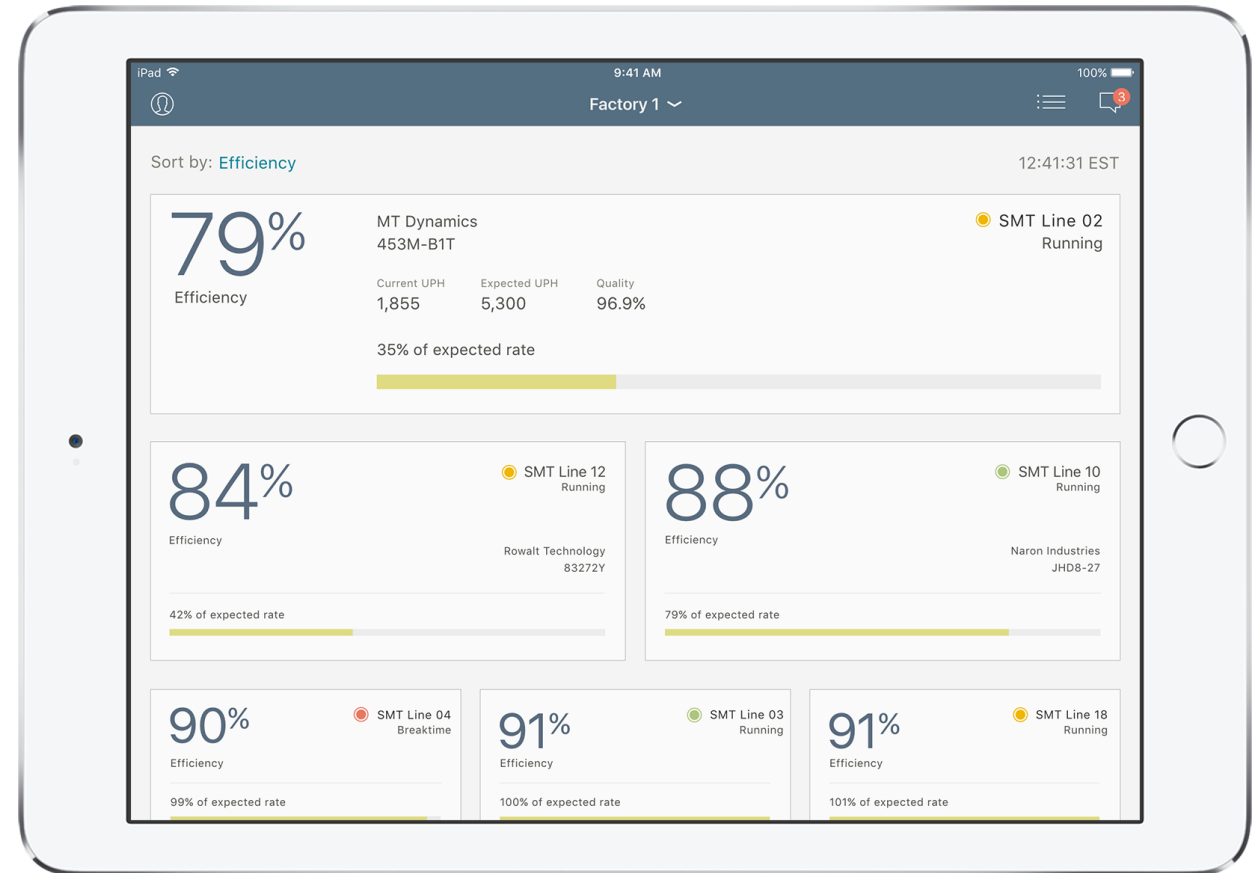 iPad 9:41 AM 100%
Factory 1 3
Sort by: Efficiency 12:41:31 EST
79%
Efficiency
MT Dynamics
453M-B1T
Current UPH Expected UPH Quality
1,855 5,300 96.9%
35% of expected rate
SMT Line 02
Running
84%
Efficiency
SMT Line 12
Running
Rowalt Technology
83272Y
42% of expected rate
88%
Efficiency
SMT Line 10
Running
Naron Industries
JHD8-27
79% of expected rate
90%
Efficiency
SMT Line 04
Breaktime
99% of expected rate
91%
Efficiency
SMT Line 03
Running
100% of expected rate
91%
Efficiency
SMT Line 18
Running
101% of expected rate